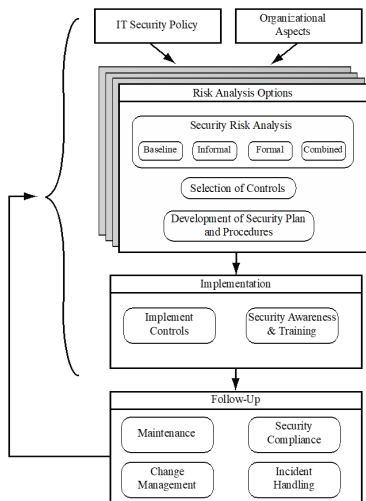 IT Security Policy
Organizational
Aspects
Risk Analysis Options
Security Risk Analysis
Baseline
Informal
Formal
Combined
Selection of Controls
Development of Security Plan
and Procedures
Implementation
Implement
Controls
Security Awareness
& Training
Follow-Up
Maintenance
Security
Compliance
Change
Management
Incident
Handling